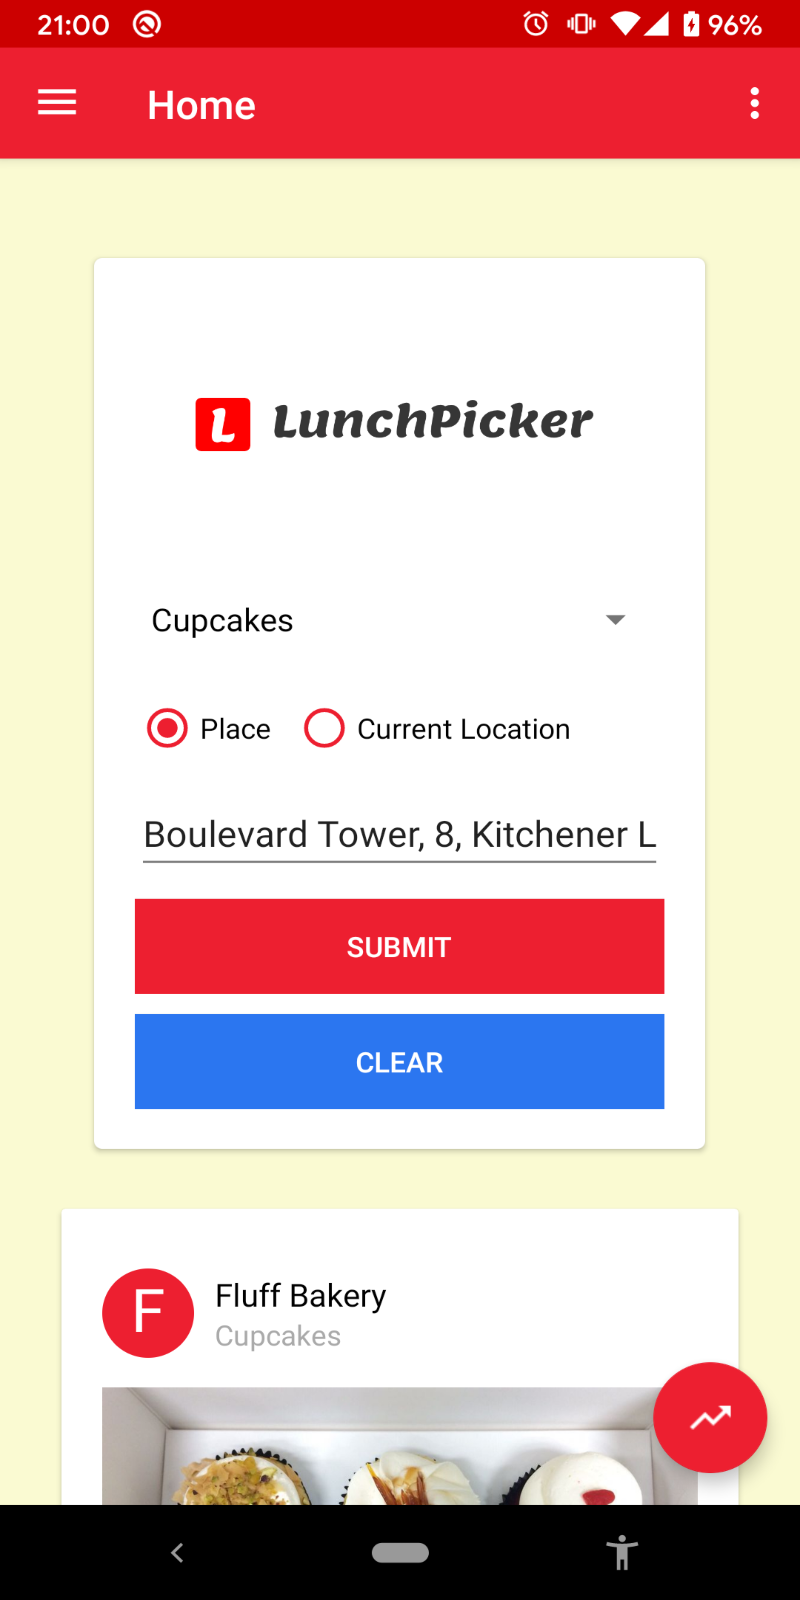 21:00
96%
Home
L LunchPicker
Cupcakes
Place Current Location
Boulevard Tower, 8, Kitchener L
SUBMIT
CLEAR
F
Fluff Bakery
Cupcakes